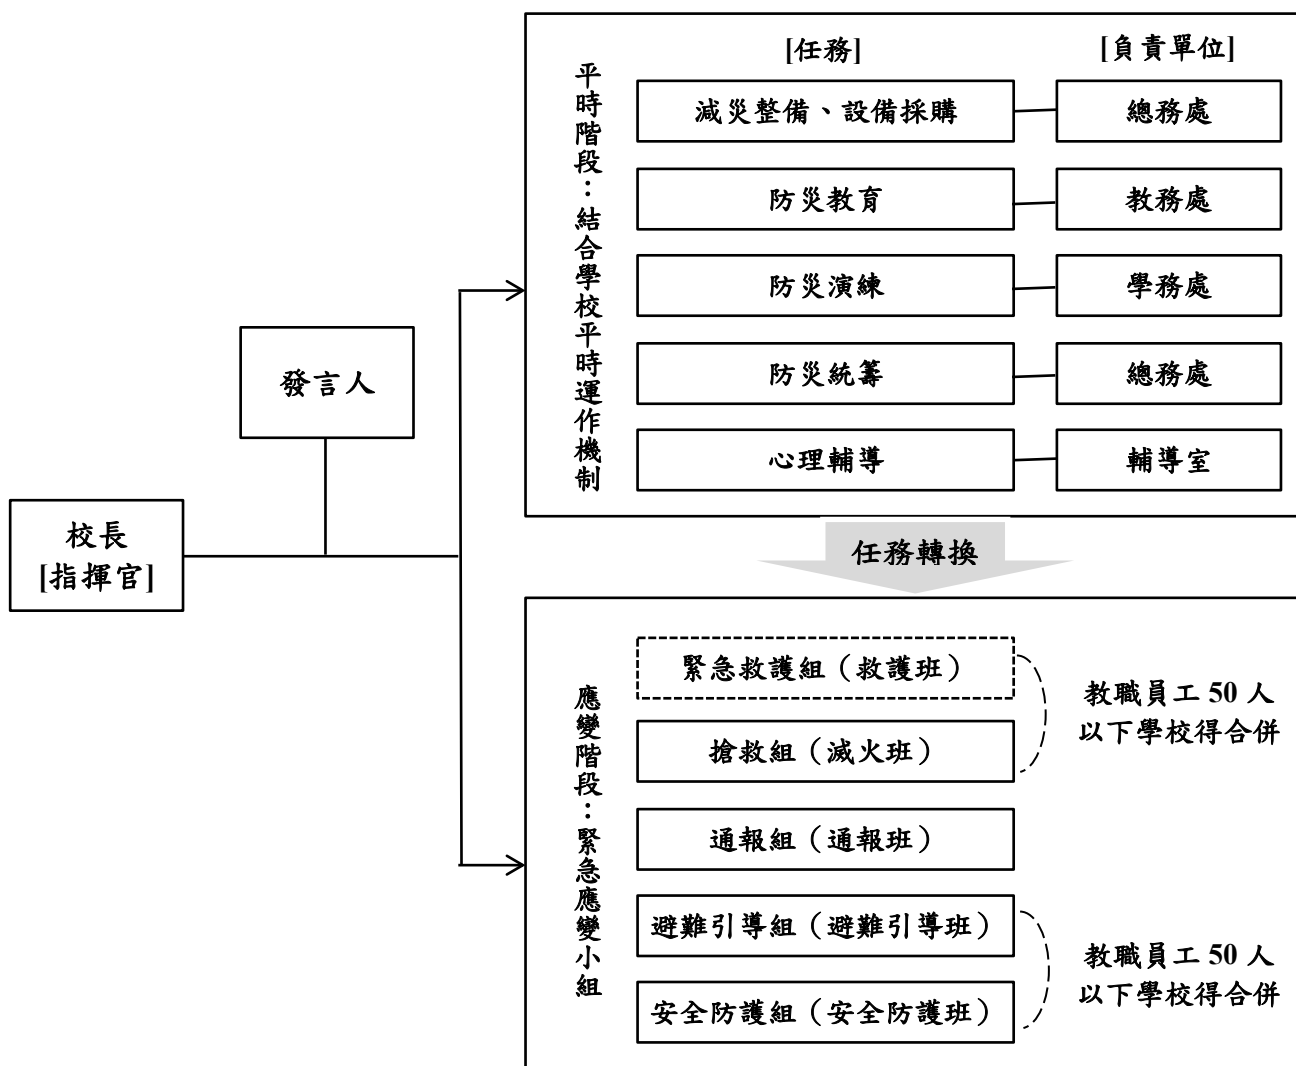 校長
[指揮官]
發言人
平時階段：結合學校平時運作機制
[任務]
[負責單位]
減災整備、設備採購
總務處
防災教育
教務處
防災演練
學務處
防災統籌
總務處
心理輔導
輔導室
任務轉換
應變階段：緊急應變小組
緊急救護組（救護班）
搶救組（滅火班）
教職員工 50 人
以下學校得合併
通報組（通報班）
避難引導組（避難引導班）
安全防護組（安全防護班）
教職員工 50 人
以下學校得合併